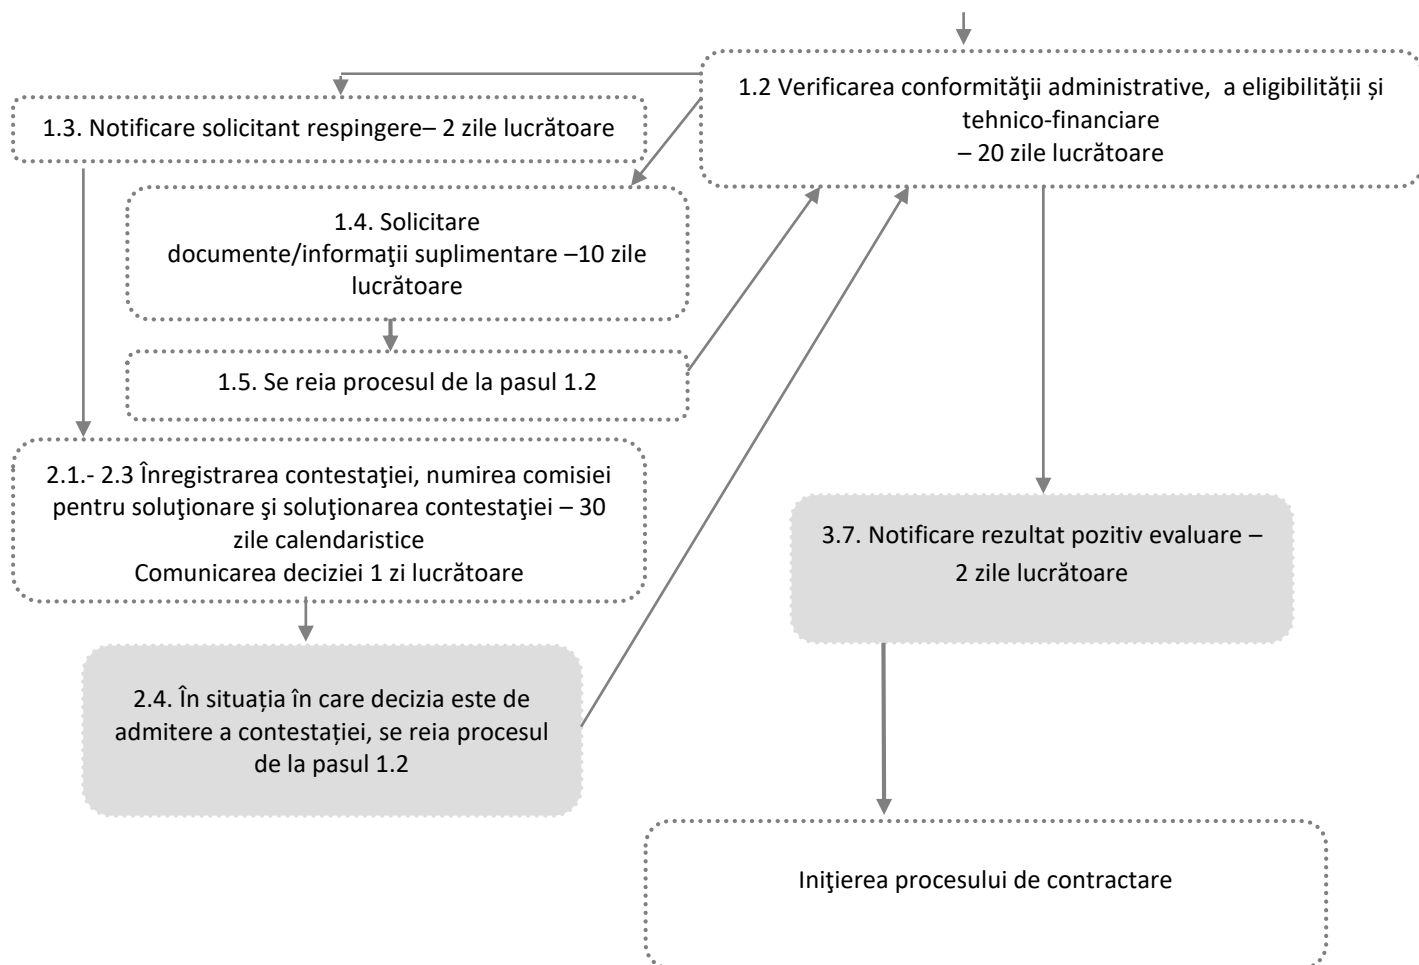 1.2 Verificarea conformităţii administrative, a eligibilității și
tehnico-financiare
– 20 zile lucrătoare
1.3. Notificare solicitant respingere– 2 zile lucrătoare
1.4. Solicitare
documente/informaţii suplimentare –10 zile
lucrătoare
1.5. Se reia procesul de la pasul 1.2
2.1.- 2.3 Înregistrarea contestaţiei, numirea comisiei
pentru soluţionare şi soluţionarea contestaţiei – 30
zile calendaristice
Comunicarea deciziei 1 zi lucrătoare
3.7. Notificare rezultat pozitiv evaluare –
2 zile lucrătoare
2.4. În situația în care decizia este de
admitere a contestației, se reia procesul
de la pasul 1.2
Iniţierea procesului de contractare